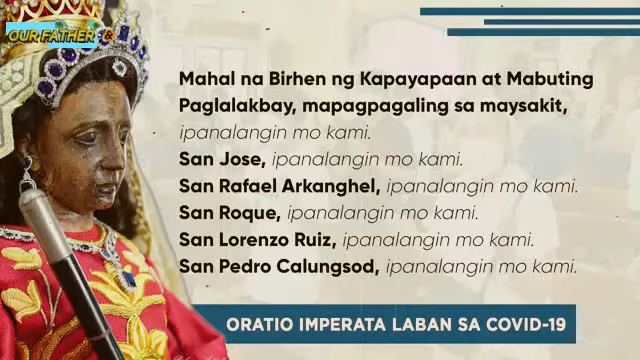 OUR FATHER &
Mahal na Birhen ng Kapayapaan at Mabuting
Paglalakbay, mapagpagaling sa maysakit,
ipanalangin mo kami.
San Jose, ipanalangin mo kami.
San Rafael Arkanghel, ipanalangin mo kami.
San Roque, ipanalangin mo kami.
San Lorenzo Ruiz, ipanalangin mo kami.
San Pedro Calungsod, ipanalangin mo kami.
ORATIO IMPERATA LABAN SA COVID-19